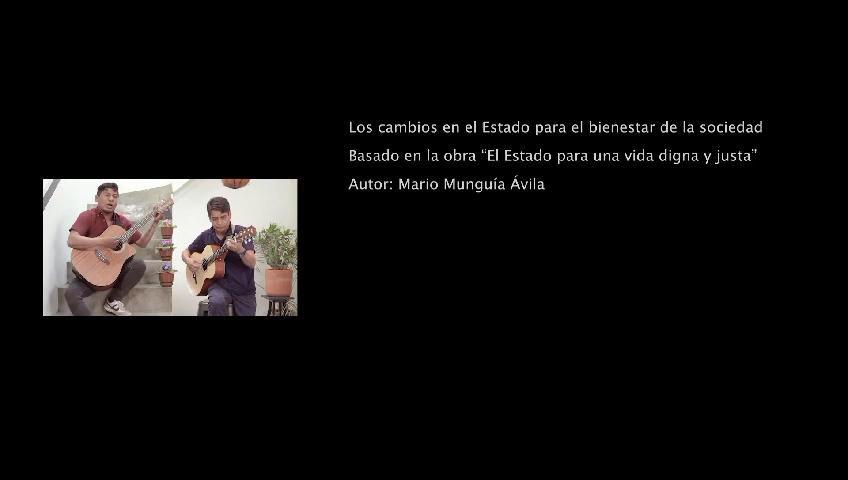 Los cambios en el Estado para el bienestar de la sociedad
Basado en la obra “El Estado para una vida digna y justa”
Autor: Mario Munguía Ávila